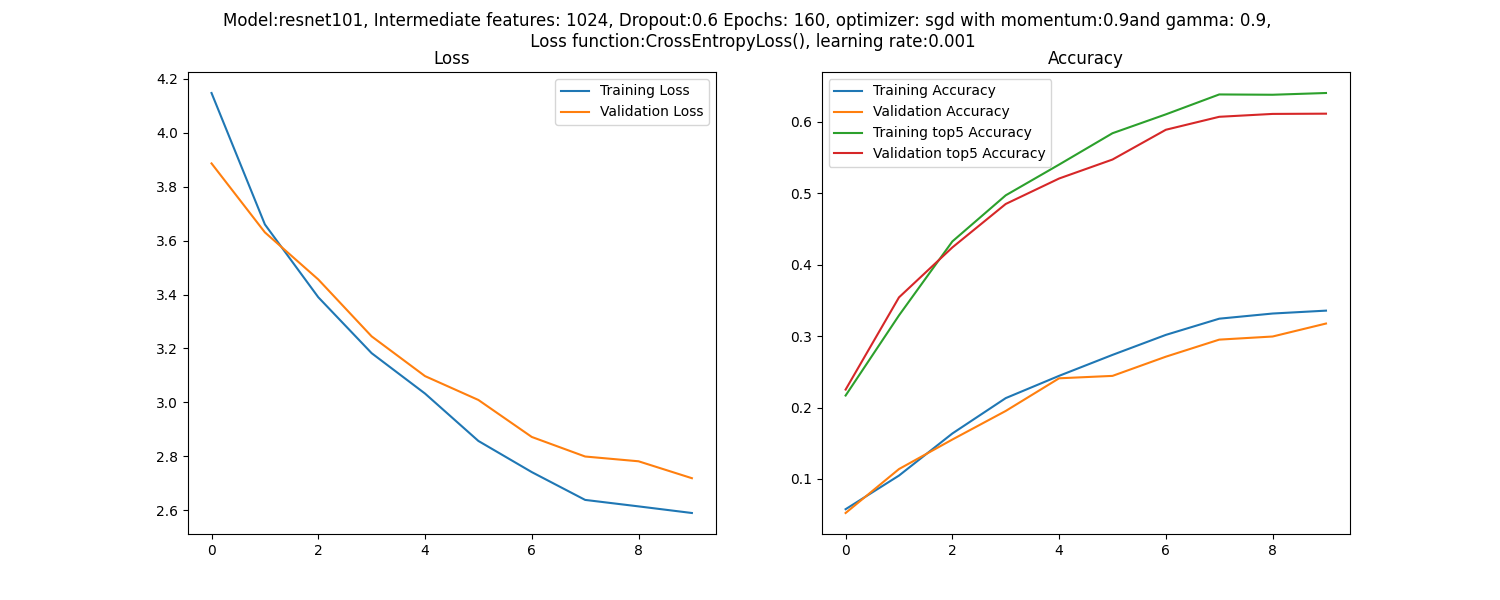 Model:resnet101, Intermediate features: 1024, Dropout:0.6 Epochs: 160, optimizer: sgd with momentum:0.9and gamma: 0.9,
Loss function:CrossEntropyLoss(), learning rate:0.001
Loss
4.2
4.0
3.8
3.6
3.4
3.2
3.0
2.8
2.6
0 2 4 6 8
Training Loss
Validation Loss
Accuracy
0.6
0.5
0.4
0.3
0.2
0.1
0 2 4 6 8
Training Accuracy
Validation Accuracy
Training top5 Accuracy
Validation top5 Accuracy